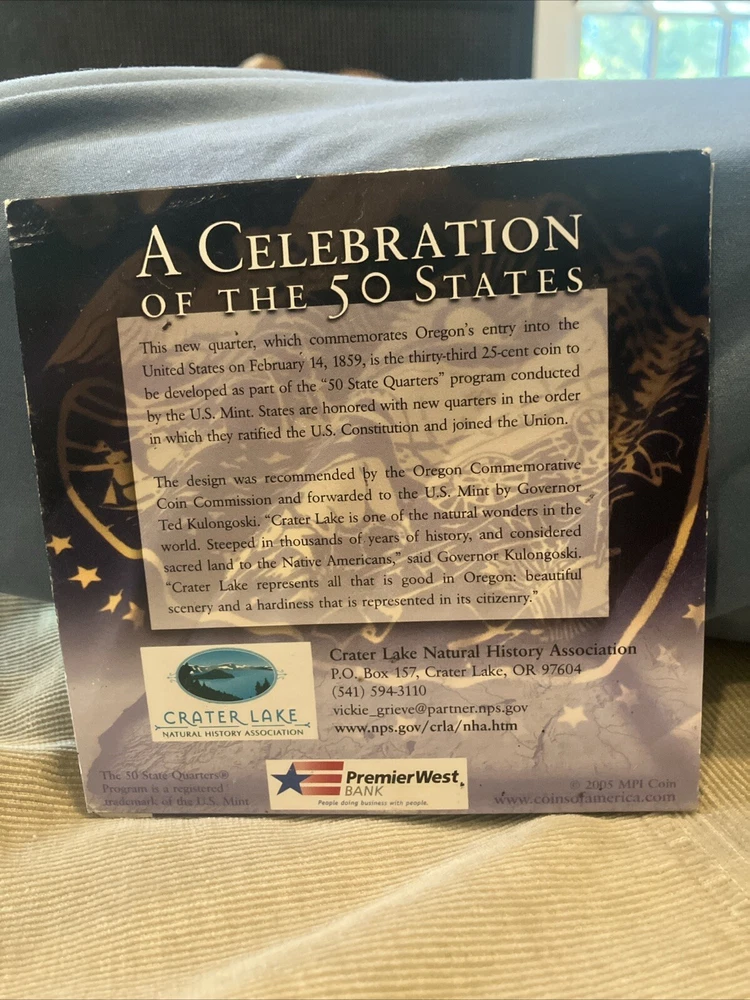 A CELEBRATION
OF THE 50 STATES
This new quarter, which commemorates Oregon's entry into the
United States on February 14, 1859, is the thirty-third 25-cent coin to
be developed as part of the "50 State Quarters" program conducted
by the U.S. Mint. States are honored with new quarters in the order
in which they ratified the U.S. Constitution and joined the Union.
The design was recommended by the Oregon Commemorative
Coin Commission and forwarded to the U.S. Mint by Governor
Ted Kulongoski. "Crater Lake is one of the natural wonders in the
world. Steeped in thousands of years of history, and considered
sacred land to the Native Americans," said Governor Kulongoski.
"Crater Lake represents all that is good in Oregon: beautiful
scenery and a hardiness that is represented in its citizenry."
CRATER LAKE
NATURAL HISTORY ASSOCIATION
Crater Lake Natural History Association
P.O. Box 157, Crater Lake, OR 97604
(541) 594-3110
vickie_grieve@partner.nps.gov
www.nps.gov/crla/nha.htm
The 50 State Quarters®
Program is a registered
trademark of the U.S. Mint
PremierWest
BANK
People doing business with people.
© 2005 MPI Coin
www.coinsofamerica.com